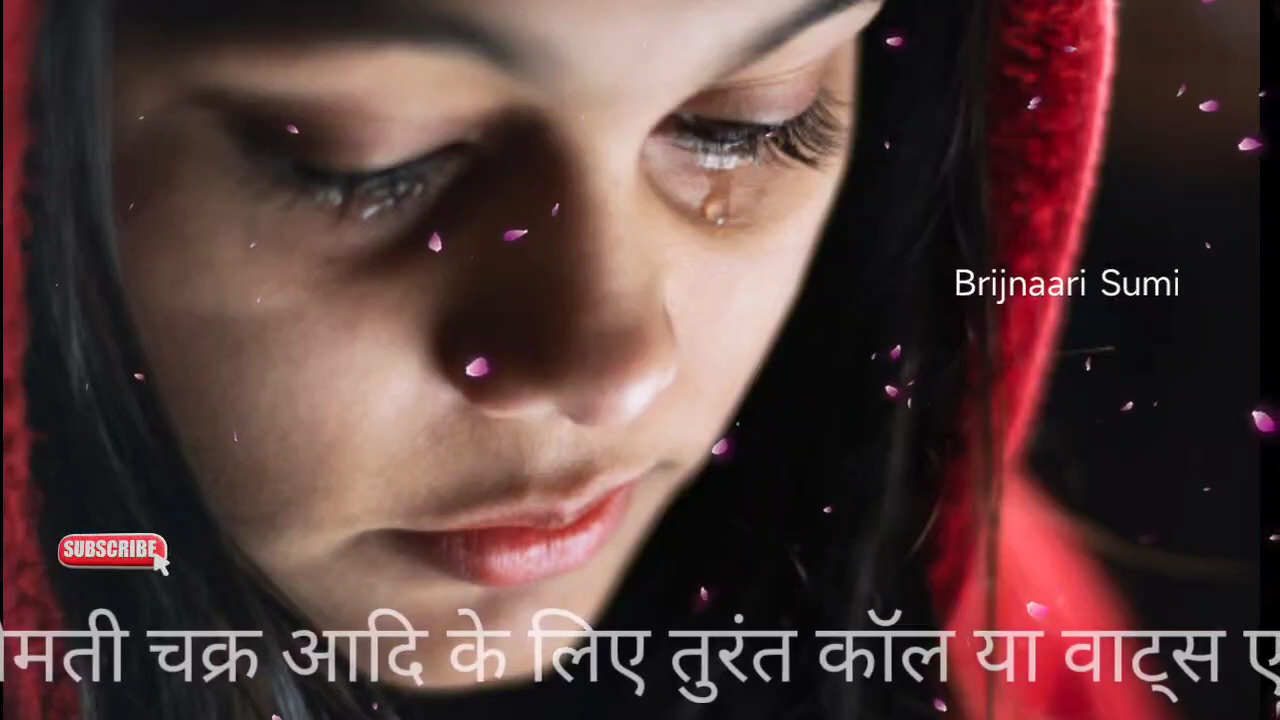 Brijnaari Sumi
SUBSCRIBE
चक्र आदि के लिए तुरंत कॉल या वाट्स